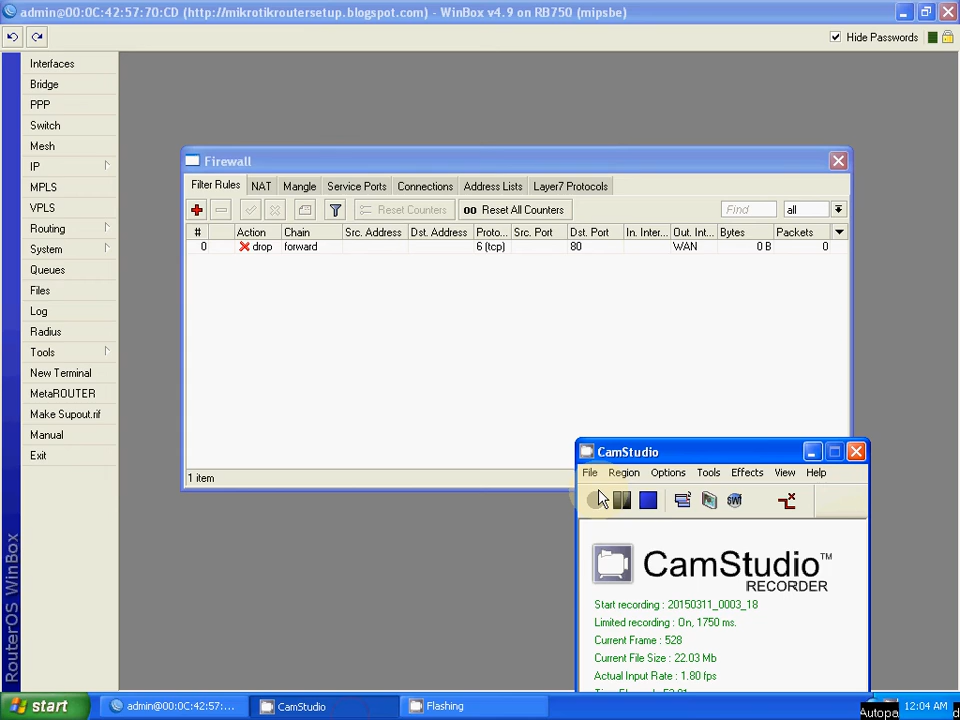 admin@00:0C:42:57:70:CD (http://mikrotikroutersetup.blogspot.com) - WinBox v4.9 on RB750 (mipsbe)
Hide Passwords
Interfaces
Bridge
PPP
Switch
Mesh
IP
MPLS
VPLS
Routing
System
Queues
Files
Log
Radius
Tools
New Terminal
MetaROUTER
Make Supout.rif
Manual
Exit
RouterOS WinBox
Firewall
Filter Rules NAT Mangle Service Ports Connections Address Lists Layer7 Protocols
Reset Counters 00 Reset All Counters Find all
# Action Chain Src. Address Dst. Address Proto... Src. Port Dst. Port In. Inter... Out. Int... Bytes Packets
0 drop forward 6 (tcp) 80 WAN 0 B 0
1 item
CamStudio
File Region Options Tools Effects View Help
SWF
CamStudio™
RECORDER
Start recording : 20150311_0003_18
Limited recording : On, 1750 ms.
Current Frame : 528
Current File Size : 22.03 Mb
Actual Input Rate : 1.80 fps
start admin@00:0C:42:57:... CamStudio Flashing 12:04 AM